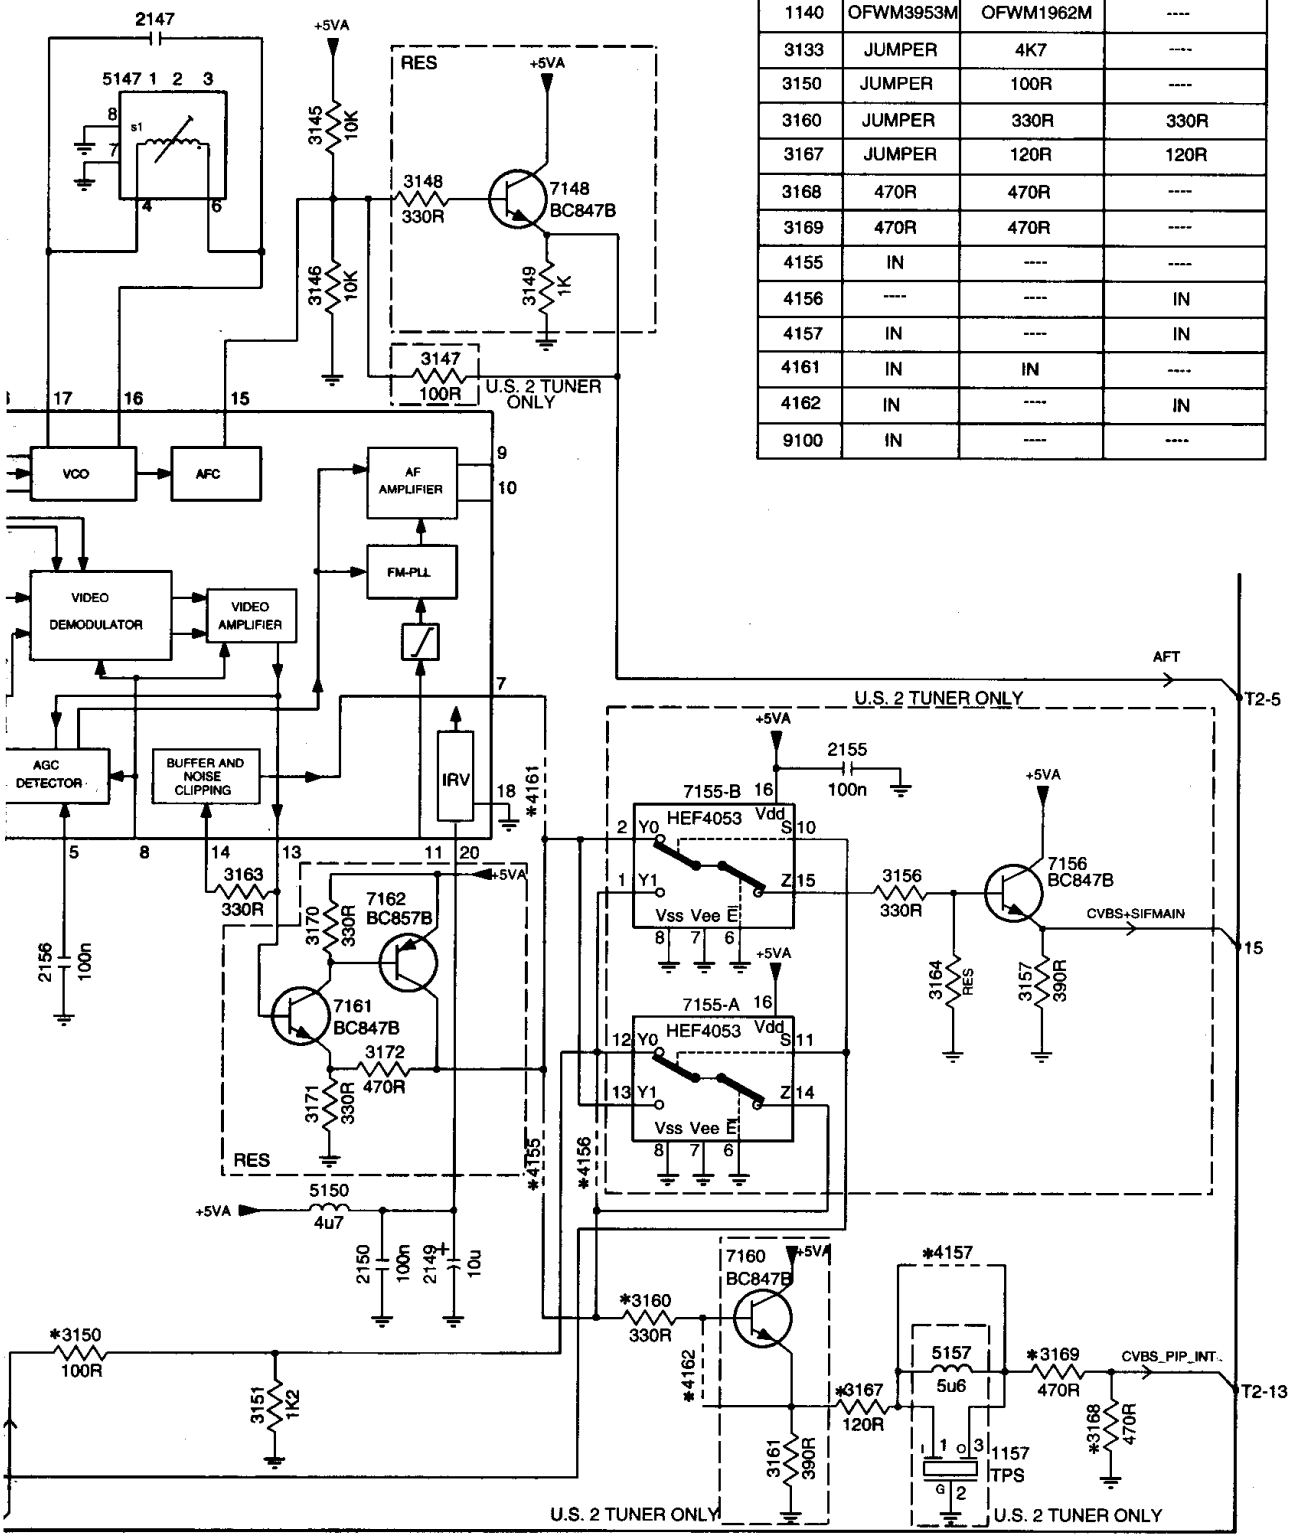 2147
5147 1 2 3
8
s1
7
4 6
+5VA
3145
10K
3146
10K
RES
+5VA
3148
330R
7148
BC847B
3149
1K
3147
100R
U.S. 2 TUNER
ONLY
1140 OFWM3953M OFWM1962M ----
3133 JUMPER 4K7 ----
3150 JUMPER 100R ----
3160 JUMPER 330R 330R
3167 JUMPER 120R 120R
3168 470R 470R ----
3169 470R 470R ----
4155 IN ---- ----
4156 ---- ---- IN
4157 IN ---- IN
4161 IN IN ----
4162 IN ---- IN
9100 IN ---- ----
17 16 15
VCO
AFC
AF
AMPLIFIER
9
10
FM-PLL
VIDEO
DEMODULATOR
VIDEO
AMPLIFIER
7
AGC
DETECTOR
BUFFER AND
NOISE
CLIPPING
IRV
18
*4161
5 8 14 13 11 20
AFT
T2-5
U.S. 2 TUNER ONLY
+5VA
2155
100n
7155-B 16
HEF4053 Vdd
2 Y0 S 10
1 Y1 Z 15
Vss Vee E
8 7 6
+5VA
3156
330R
7156
BC847B
CVBS+SIFMAIN
15
3164
RES
3157
390R
+5VA
7155-A 16
HEF4053 Vdd
12 Y0 S 11
13 Y1 Z 14
Vss Vee E
8 7 6
3163
330R
2156
100n
+5VA
3170
330R
7162
BC857B
7161
BC847B
3172
470R
3171
330R
RES
*4155
*4156
+5VA
5150
4u7
2150
100n
2149
+
10u
*3150
100R
3151
1K2
*3160
330R
7160
BC847B
+5VA
*4162
*3167
120R
3161
390R
*4157
5157
5u6
1 3
I O
G 2
1157
TPS
*3169
470R
CVBS_PIP_INT
T2-13
*3168
470R
U.S. 2 TUNER ONLY
U.S. 2 TUNER ONLY